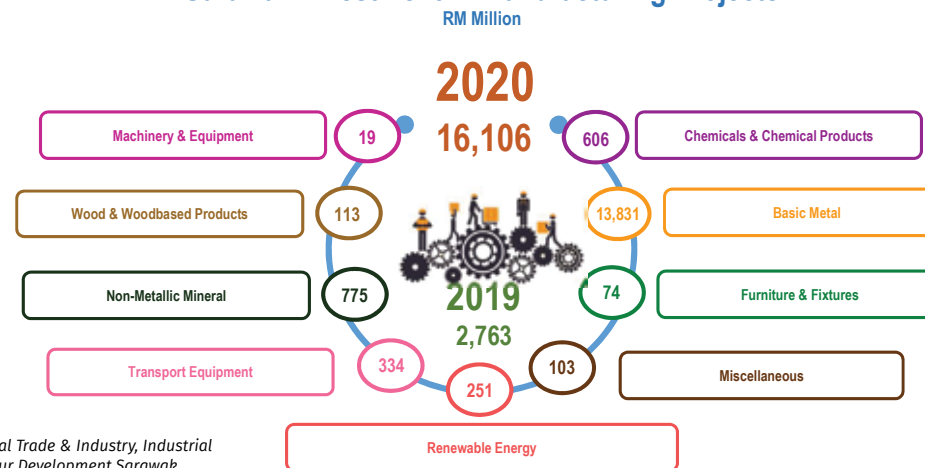 RM Million
2020
16,106
Machinery & Equipment
19
606
Chemicals & Chemical Products
Wood & Woodbased Products
113
13,831
Basic Metal
Non-Metallic Mineral
775
2019
2,763
74
Furniture & Fixtures
Transport Equipment
334
251
103
Miscellaneous
Renewable Energy
Trade & Industry, Industrial
Development Sarawak